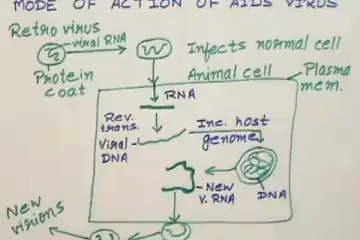 MODE OF ACTION OF AIDS VIRUS
Retro virus
viral RNA
Infects normal cell
Protein
coat
Animal cell
Plasma
mem.
RNA
Rev.
trans.
Inc. host
genome
Viral
DNA
New
V. RNA
DNA
New
virions